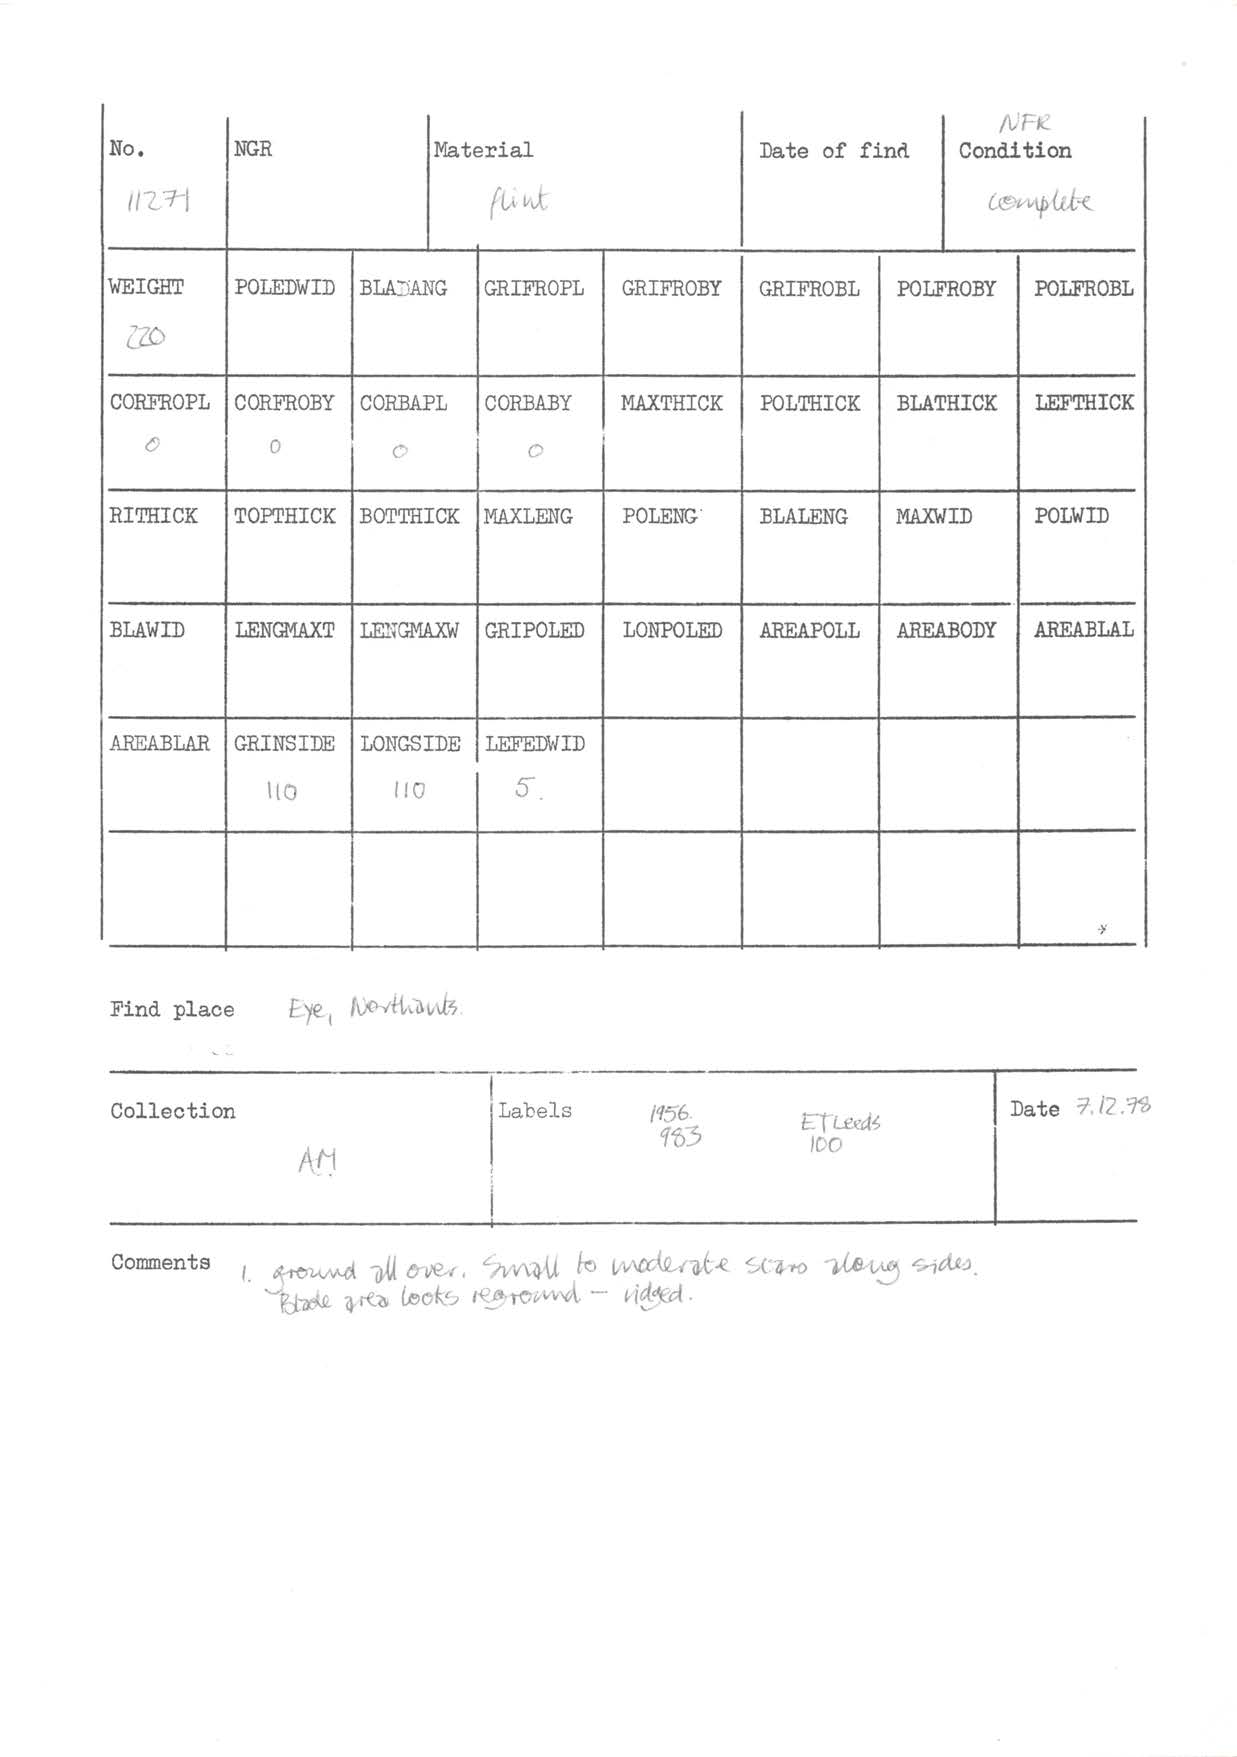 NFR
No. NGR Material Date of find Condition
11271 flint complete
WEIGHT POLEDWID BLADANG GRIFROPL GRIFROBY GRIFROBL POLFROBY POLFROBL
220
CORFROPL CORFROBY CORBAPL CORBABY MAXTHICK POLTHICK BLATHICK LEFTHICK
0 0 0 0
RITHICK TOPTHICK BOTTHICK MAXLENG POLENG BLALENG MAXWID POLWID
BLAWID LENGMAXT LENGMAXW GRIPOLED LONPOLED AREAPOLL AREABODY AREABLAL
AREABLAR GRINSIDE LONGSIDE LEFEDWID
110 110 5.
Find place Eye, Northants.
Collection Labels 1956. ET Leeds Date 7.12.78
983 100
AM
Comments 1. ground all over. Small to moderate scars along sides.
Blade area looks reground – ridged.